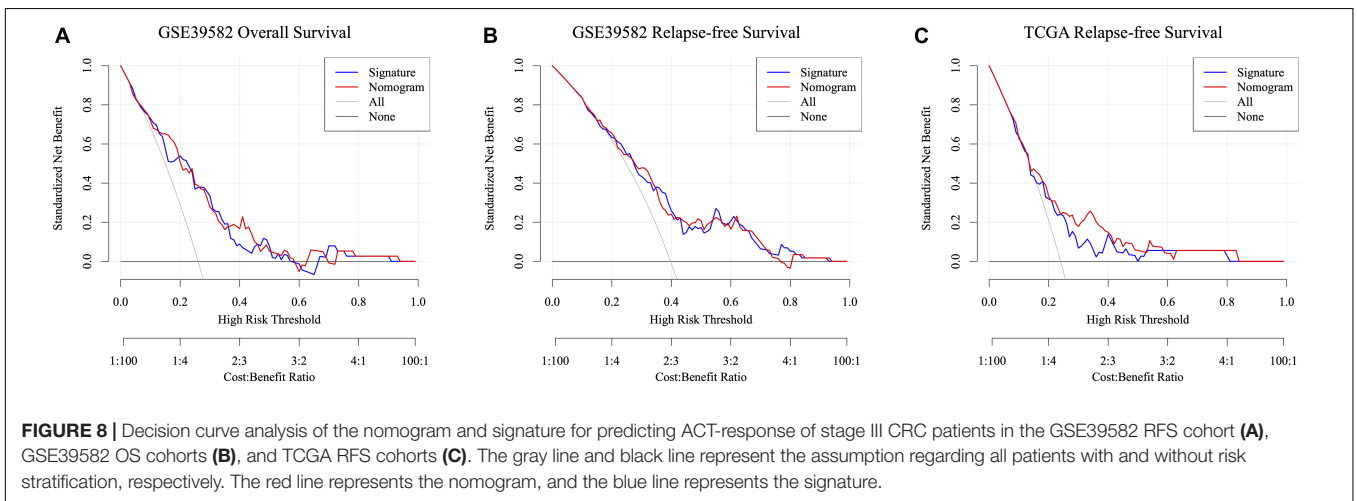 A
GSE39582 Overall Survival
Standardized Net Benefit
1.0
0.8
0.6
0.4
0.2
0.0
Signature
Nomogram
All
None
0.0 0.2 0.4 0.6 0.8 1.0
High Risk Threshold
1:100 1:4 2:3 3:2 4:1 100:1
Cost:Benefit Ratio
B
GSE39582 Relapse-free Survival
Standardized Net Benefit
1.0
0.8
0.6
0.4
0.2
0.0
Signature
Nomogram
All
None
0.0 0.2 0.4 0.6 0.8 1.0
High Risk Threshold
1:100 1:4 2:3 3:2 4:1 100:1
Cost:Benefit Ratio
C
TCGA Relapse-free Survival
Standardized Net Benefit
1.0
0.8
0.6
0.4
0.2
0.0
Signature
Nomogram
All
None
0.0 0.2 0.4 0.6 0.8 1.0
High Risk Threshold
1:100 1:4 2:3 3:2 4:1 100:1
Cost:Benefit Ratio
FIGURE 8 | Decision curve analysis of the nomogram and signature for predicting ACT-response of stage III CRC patients in the GSE39582 RFS cohort (A),
GSE39582 OS cohorts (B), and TCGA RFS cohorts (C). The gray line and black line represent the assumption regarding all patients with and without risk
stratification, respectively. The red line represents the nomogram, and the blue line represents the signature.